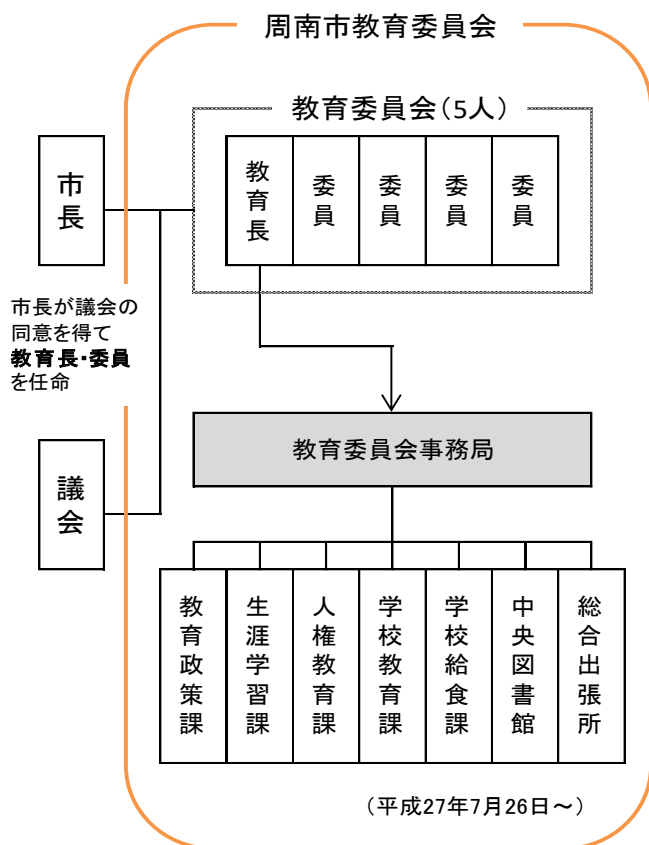 周南市教育委員会
教育委員会（5人）
市長
教育長
委員
委員
委員
委員
市長が議会の
同意を得て
教育長・委員
を任命
議会
教育委員会事務局
教育政策課
生涯学習課
人権教育課
学校教育課
学校給食課
中央図書館
総合出張所
（平成27年7月26日～）